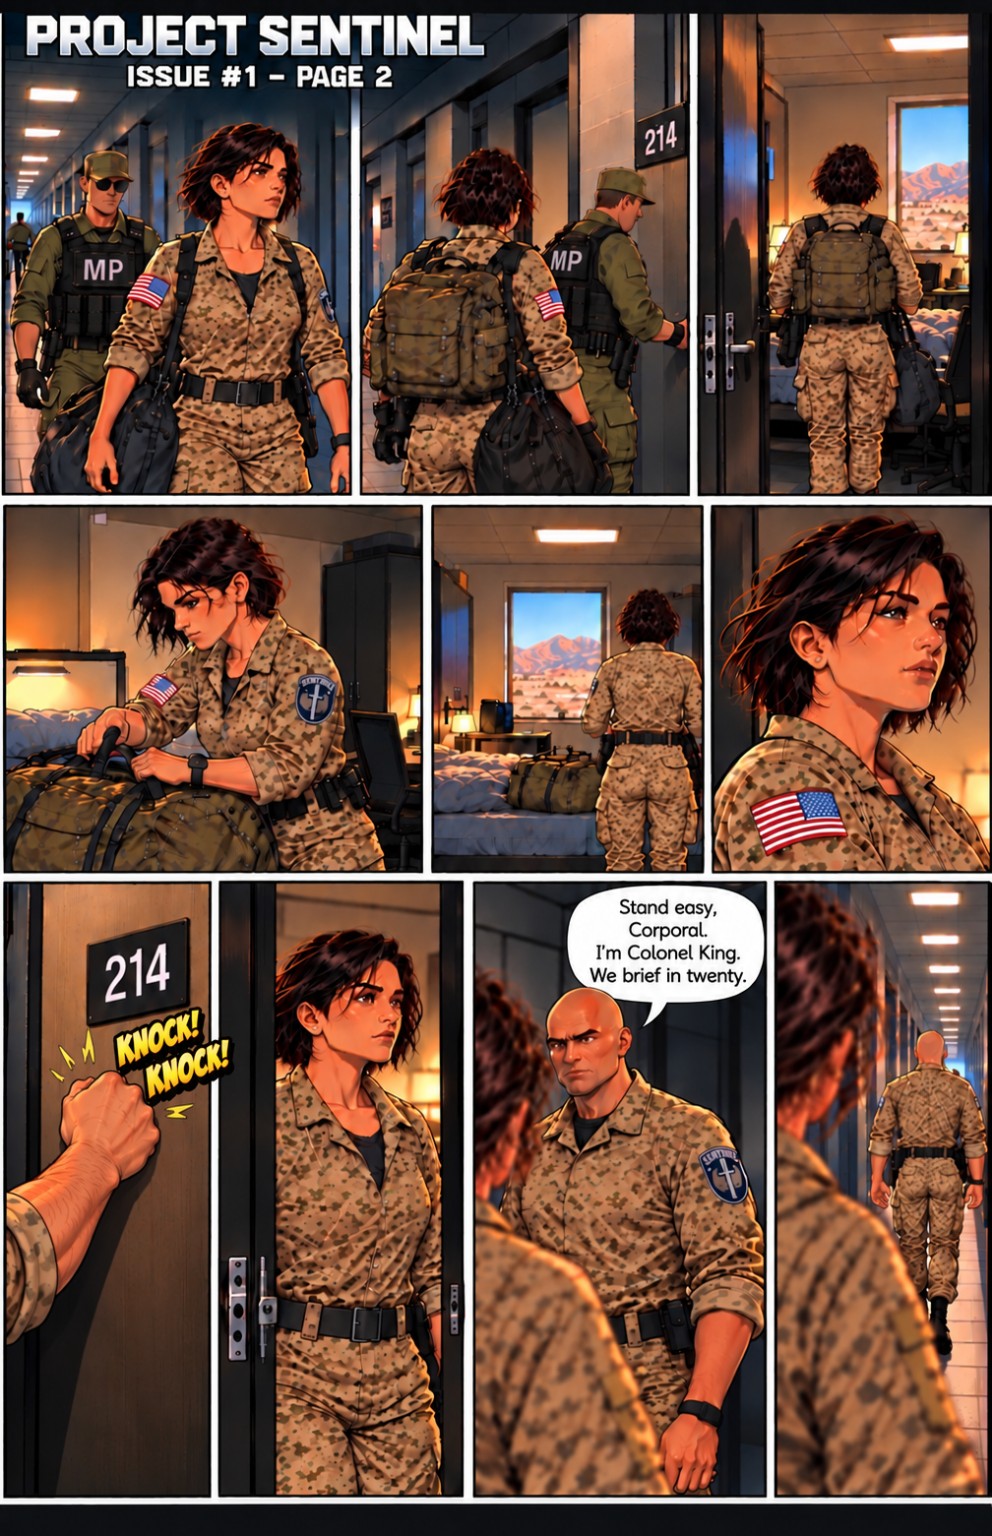 PROJECT SENTINEL
ISSUE #1 – PAGE 2
MP
MP
214
SENTINEL
214
KNOCK!
KNOCK!
Stand easy,
Corporal.
I'm Colonel King.
We brief in twenty.